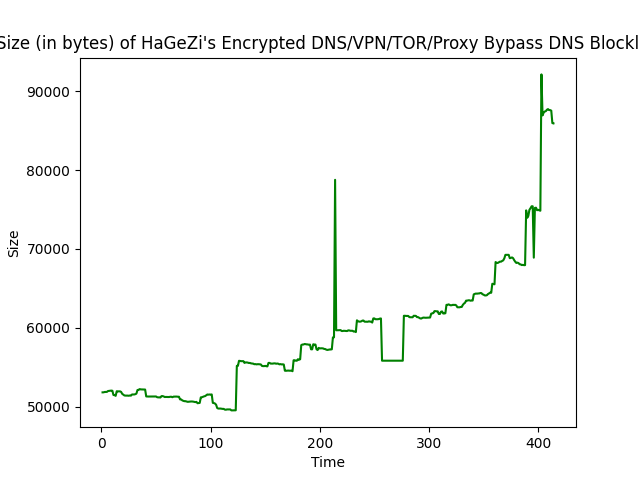 Size (in bytes) of HaGeZi's Encrypted DNS/VPN/TOR/Proxy Bypass DNS Blockl
90000
80000
70000
60000
50000
Size
0 100 200 300 400
Time